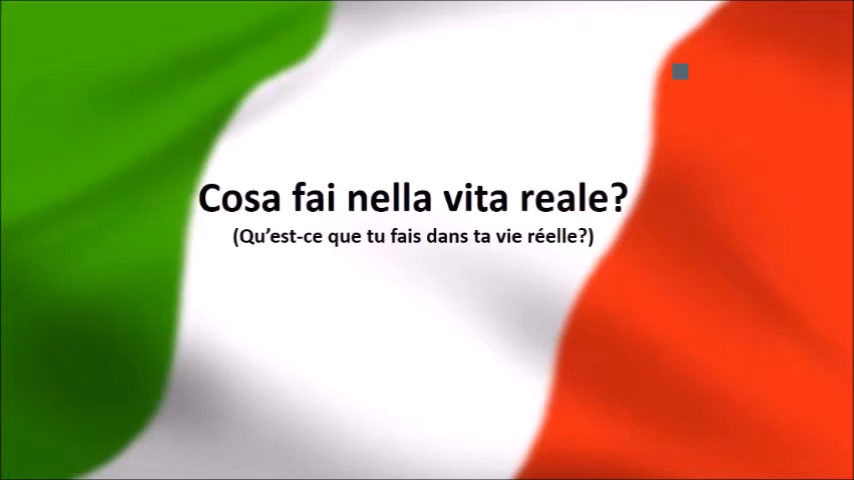 Cosa fai nella vita reale?
(Qu’est-ce que tu fais dans ta vie réelle?)